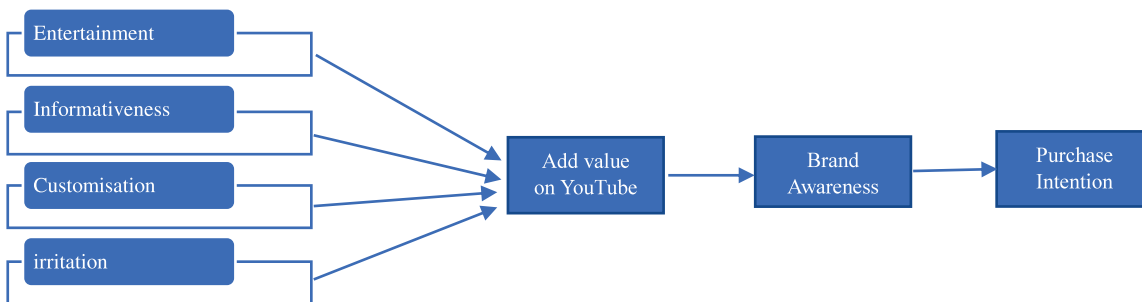 Entertainment
Informativeness
Customisation
irritation
Add value
on YouTube
Brand
Awareness
Purchase
Intention